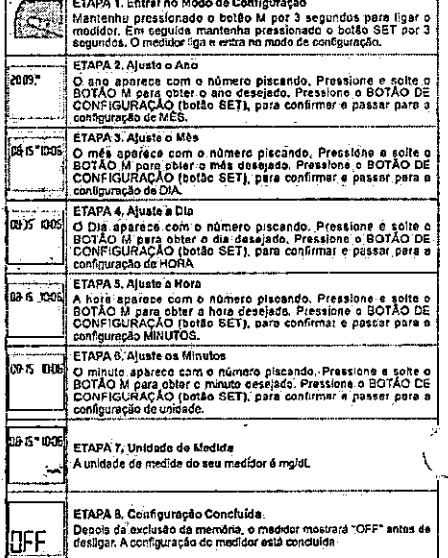 ETAPA 1. Entrar no Modo de Configuração
Mantenha pressionado o botão M por 3 segundos para ligar o
medidor. Em seguida mantenha pressionado o botão SET por 3
segundos. O medidor liga e entra no modo de configuração.
2009
ETAPA 2. Ajuste o Ano
O ano aparece com o número piscando. Pressione e solte o
BOTÃO M para obter o ano desejado. Pressione o BOTÃO DE
CONFIGURAÇÃO (botão SET), para confirmar e passar para a
configuração de MÊS.
ETAPA 3. Ajuste o Mês
O mês aparece com o número piscando. Pressione e solte o
BOTÃO M para obter o mês desejado. Pressione o BOTÃO DE
CONFIGURAÇÃO (botão SET), para confirmar e passar para a
configuração de DIA.
ETAPA 4. Ajuste o Dia
O Dia aparece com o número piscando. Pressione e solte o
BOTÃO M para obter o dia desejado. Pressione o BOTÃO DE
CONFIGURAÇÃO (botão SET), para confirmar e passar para a
configuração de HORA
ETAPA 5. Ajuste a Hora
A hora aparece com o número piscando. Pressione e solte o
BOTÃO M para obter a hora desejada. Pressione o BOTÃO DE
CONFIGURAÇÃO (botão SET), para confirmar e passar para a
configuração MINUTOS.
ETAPA 6. Ajuste os Minutos
O minuto aparece com o número piscando. Pressione e solte o
BOTÃO M para obter o minuto desejado. Pressione o BOTÃO DE
CONFIGURAÇÃO (botão SET), para confirmar e passar para a
configuração de unidade.
ETAPA 7. Unidade de Medida
A unidade de medida do seu medidor é mg/dL
OFF
ETAPA 8. Configuração Concluída
Depois da exclusão da memória, o medidor mostrará "OFF" antes de
desligar. A configuração do medidor está concluída